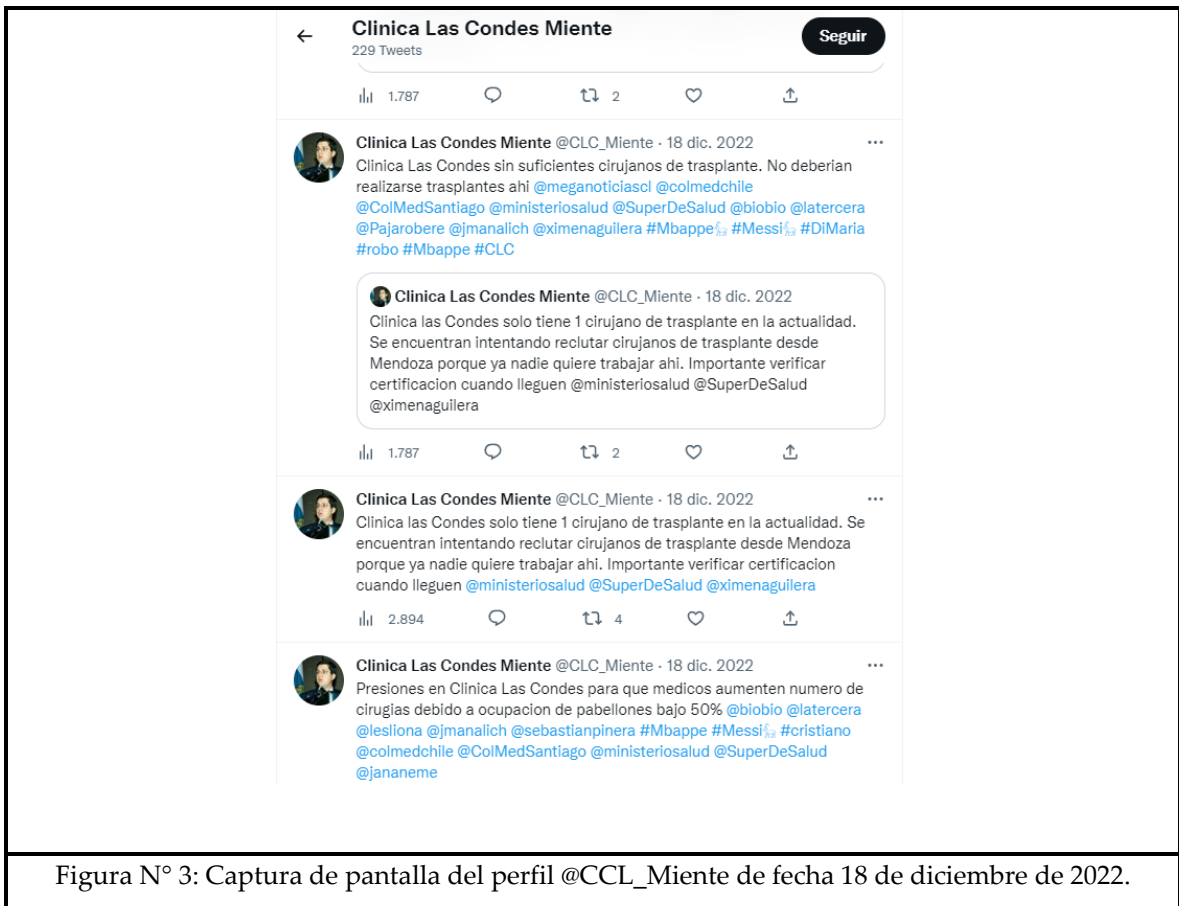 Clinica Las Condes Miente
229 Tweets
Seguir
1.787 2
Clinica Las Condes Miente @CLC_Miente · 18 dic. 2022
Clinica Las Condes sin suficientes cirujanos de trasplante. No deberian
realizarse trasplantes ahi @meganoticiascl @colmedchile
@ColMedSantiago @ministeriosalud @SuperDeSalud @biobio @latercera
@Pajarobere @jmanalich @ximenaguilera #Mbappe #Messi #DiMaria
#robo #Mbappe #CLC
Clinica Las Condes Miente @CLC_Miente · 18 dic. 2022
Clinica las Condes solo tiene 1 cirujano de trasplante en la actualidad.
Se encuentran intentando reclutar cirujanos de trasplante desde
Mendoza porque ya nadie quiere trabajar ahi. Importante verificar
certificacion cuando lleguen @ministeriosalud @SuperDeSalud
@ximenaguilera
1.787 2
Clinica Las Condes Miente @CLC_Miente · 18 dic. 2022
Clinica las Condes solo tiene 1 cirujano de trasplante en la actualidad. Se
encuentran intentando reclutar cirujanos de trasplante desde Mendoza
porque ya nadie quiere trabajar ahi. Importante verificar certificacion
cuando lleguen @ministeriosalud @SuperDeSalud @ximenaguilera
2.894 4
Clinica Las Condes Miente @CLC_Miente · 18 dic. 2022
Presiones en Clinica Las Condes para que medicos aumenten numero de
cirugias debido a ocupacion de pabellones bajo 50% @biobio @latercera
@lesliona @jmanalich @sebastianpinera #Mbappe #Messi #cristiano
@colmedchile @ColMedSantiago @ministeriosalud @SuperDeSalud
@jananeme
Figura N° 3: Captura de pantalla del perfil @CCL_Miente de fecha 18 de diciembre de 2022.